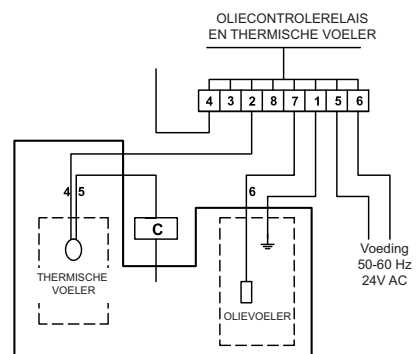 OLIECONTROLERELAIS
EN THERMISCHE VOELER
4 3 2 8 7 1 5 6
4 5
6
C
THERMISCHE
VOELER
OLIEVOELER
Voeding
50-60 Hz
24V AC